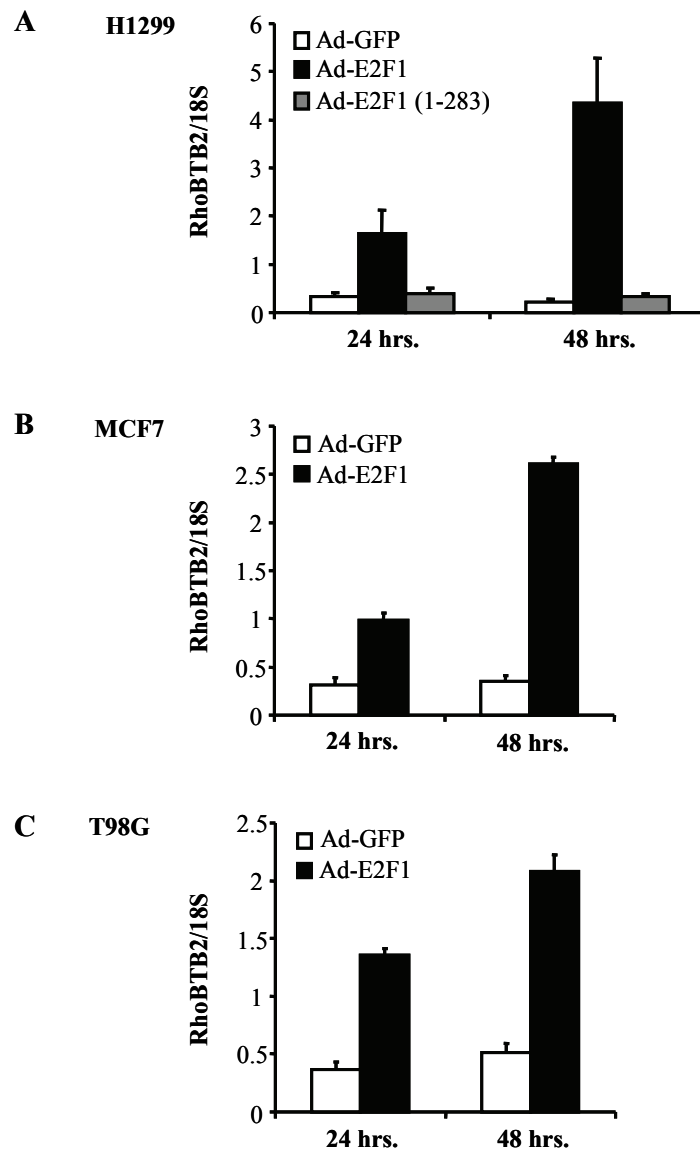 A H1299
6
5
4
3
2
1
0
RhoBTB2/18S
Ad-GFP
Ad-E2F1
Ad-E2F1 (1-283)
24 hrs. 48 hrs.
B MCF7
3
2.5
2
1.5
1
0.5
0
RhoBTB2/18S
Ad-GFP
Ad-E2F1
24 hrs. 48 hrs.
C T98G
2.5
2
1.5
1
0.5
0
RhoBTB2/18S
Ad-GFP
Ad-E2F1
24 hrs. 48 hrs.